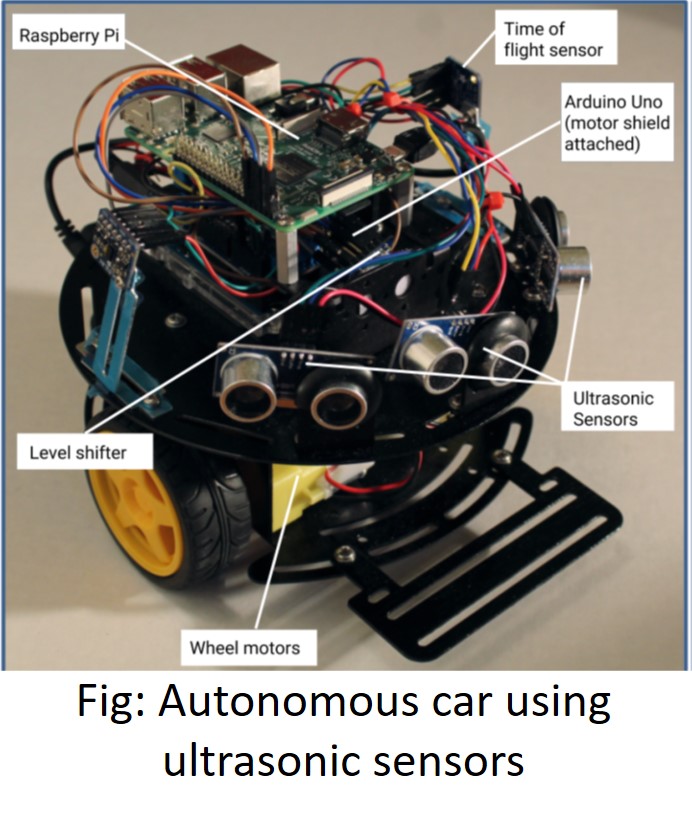 Raspberry Pi
Time of
flight sensor
Arduino Uno
(motor shield
attached)
Ultrasonic
Sensors
Level shifter
Wheel motors
Fig: Autonomous car using
ultrasonic sensors